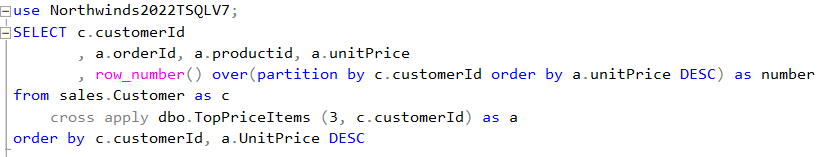 use Northwinds2022TSQLV7;
SELECT c.customerId
, a.orderId, a.productid, a.unitPrice
, row_number() over(partition by c.customerId order by a.unitPrice DESC) as number
from sales.Customer as c
cross apply dbo.TopPriceItems (3, c.customerId) as a
order by c.customerId, a.UnitPrice DESC